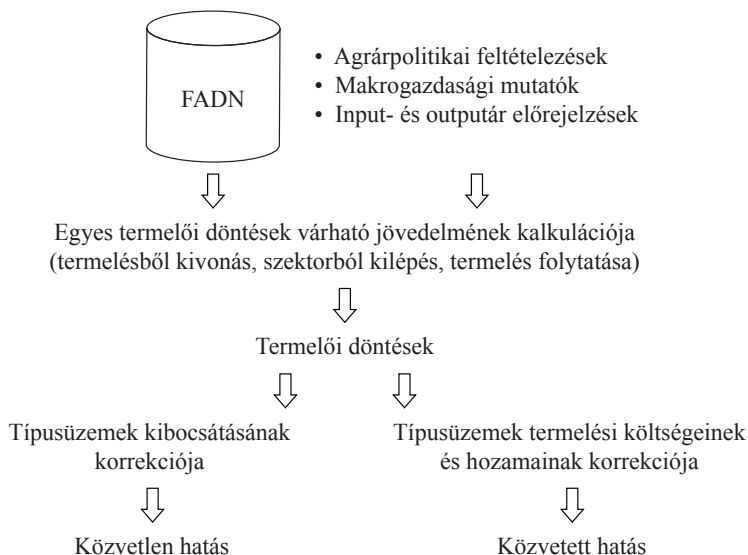 FADN
• Agrárpolitikai feltételezések
• Makrogazdasági mutatók
• Input- és outputár előrejelzések
Egyes termelői döntések várható jövedelmének kalkulációja
(termelésből kivonás, szektorból kilépés, termelés folytatása)
Termelői döntések
Típusüzemek kibocsátásának
korrekciója
Típusüzemek termelési költségeinek
és hozamainak korrekciója
Közvetlen hatás
Közvetett hatás